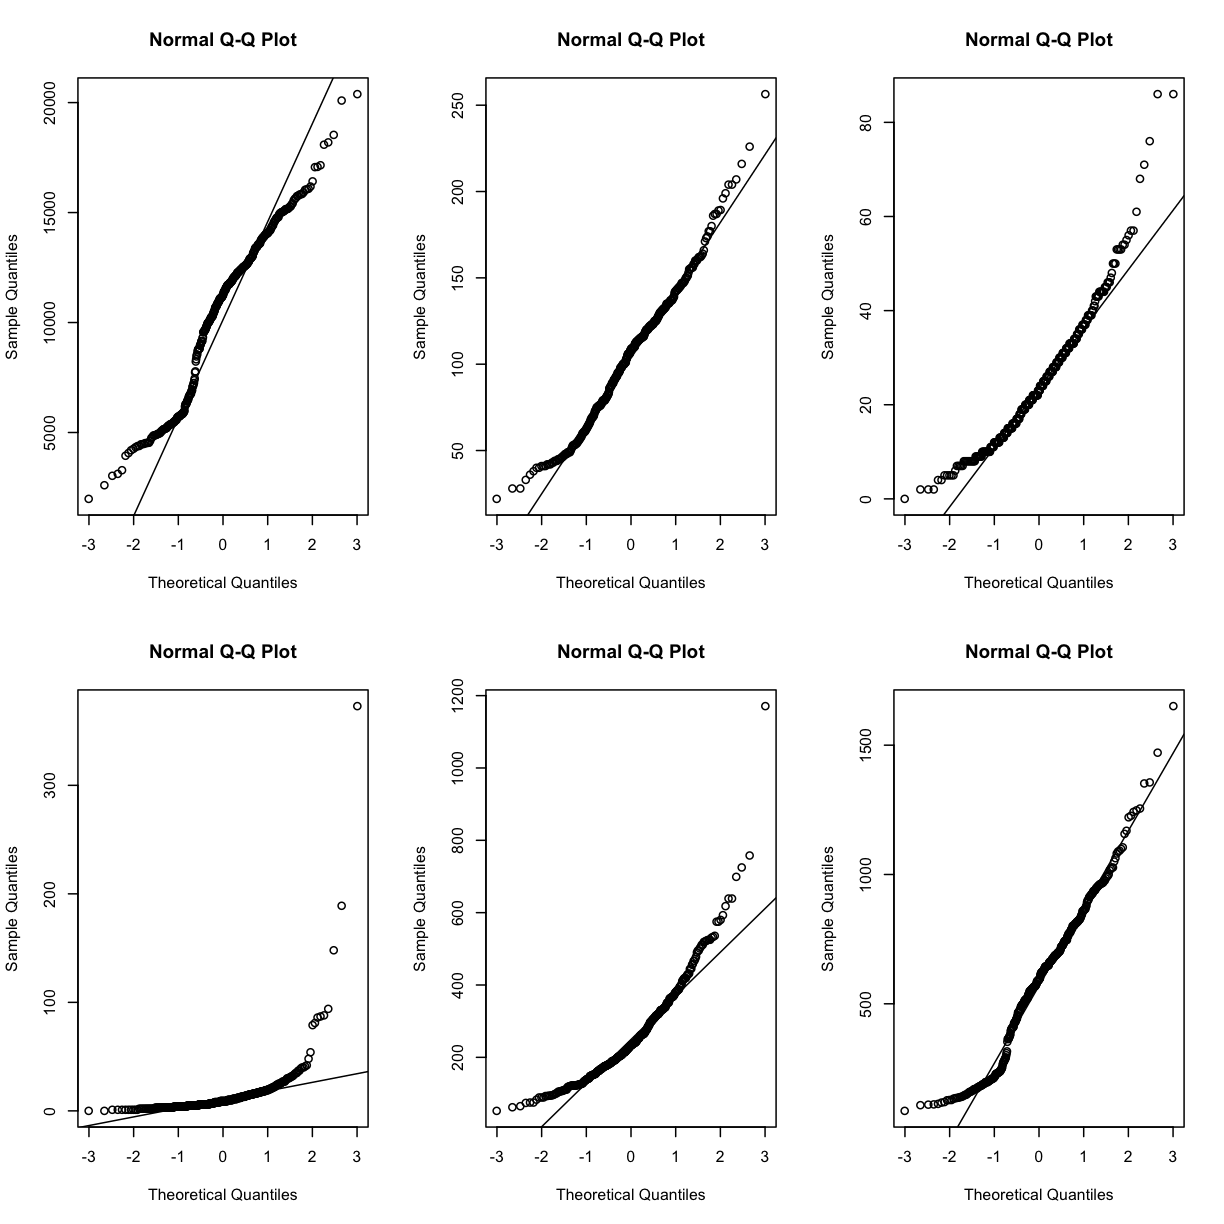 Normal Q-Q Plot
Sample Quantiles
20000
15000
10000
5000
-3 -2 -1 0 1 2 3
Theoretical Quantiles
Normal Q-Q Plot
Sample Quantiles
250
200
150
100
50
-3 -2 -1 0 1 2 3
Theoretical Quantiles
Normal Q-Q Plot
Sample Quantiles
80
60
40
20
0
-3 -2 -1 0 1 2 3
Theoretical Quantiles
Normal Q-Q Plot
Sample Quantiles
300
200
100
0
-3 -2 -1 0 1 2 3
Theoretical Quantiles
Normal Q-Q Plot
Sample Quantiles
1200
1000
800
600
400
200
-3 -2 -1 0 1 2 3
Theoretical Quantiles
Normal Q-Q Plot
Sample Quantiles
1500
1000
500
-3 -2 -1 0 1 2 3
Theoretical Quantiles